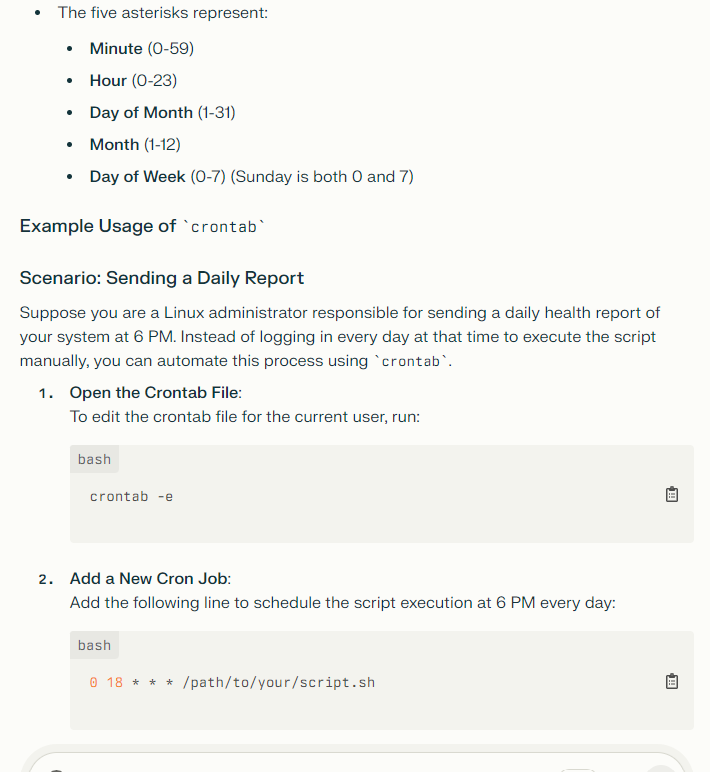 The five asterisks represent:
Minute (0-59)
Hour (0-23)
Day of Month (1-31)
Month (1-12)
Day of Week (0-7) (Sunday is both 0 and 7)
Example Usage of `crontab`
Scenario: Sending a Daily Report
Suppose you are a Linux administrator responsible for sending a daily health report of
your system at 6 PM. Instead of logging in every day at that time to execute the script
manually, you can automate this process using `crontab`.
1. Open the Crontab File:
To edit the crontab file for the current user, run:
bash
crontab -e
2. Add a New Cron Job:
Add the following line to schedule the script execution at 6 PM every day:
bash
0 18 * * * /path/to/your/script.sh